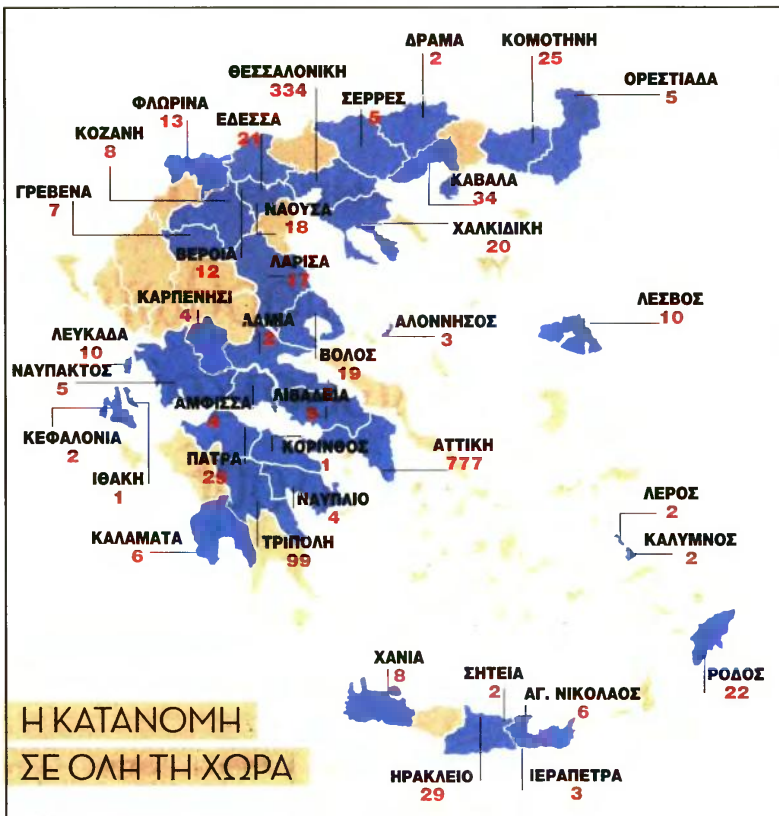 ΔΡΑΜΑ
2
ΚΟΜΟΤΗΝΗ
25
ΘΕΣΣΑΛΟΝΙΚΗ
334
ΟΡΕΣΤΙΑΔΑ
5
ΣΕΡΡΕΣ
5
ΦΛΩΡΙΝΑ
13
ΕΔΕΣΣΑ
21
ΚΟΖΑΝΗ
8
ΚΑΒΑΛΑ
34
ΓΡΕΒΕΝΑ
7
ΝΑΟΥΣΑ
18
ΧΑΛΚΙΔΙΚΗ
20
ΒΕΡΟΙΑ
12
ΛΑΡΙΣΑ
17
ΚΑΡΠΕΝΗΣΙ
4
ΛΑΜΙΑ
ΑΛΟΝΝΗΣΟΣ
3
ΛΕΣΒΟΣ
10
ΛΕΥΚΑΔΑ
10
ΒΟΛΟΣ
19
ΝΑΥΠΑΚΤΟΣ
5
ΑΜΦΙΣΣΑ
4
ΛΙΒΑΔΕΙΑ
ΚΕΦΑΛΟΝΙΑ
2
ΚΟΡΙΝΘΟΣ
1
ΑΤΤΙΚΗ
777
ΙΘΑΚΗ
1
ΠΑΤΡΑ
25
ΝΑΥΠΛΙΟ
4
ΛΕΡΟΣ
2
ΚΑΛΥΜΝΟΣ
2
ΚΑΛΑΜΑΤΑ
6
ΤΡΙΠΟΛΗ
99
ΧΑΝΙΑ
8
ΣΗΤΕΙΑ
2
ΑΓ. ΝΙΚΟΛΑΟΣ
6
ΡΟΔΟΣ
22
ΗΡΑΚΛΕΙΟ
29
ΙΕΡΑΠΕΤΡΑ
3
Η ΚΑΤΑΝΟΜΗ
ΣΕ ΟΛΗ ΤΗ ΧΩΡΑ